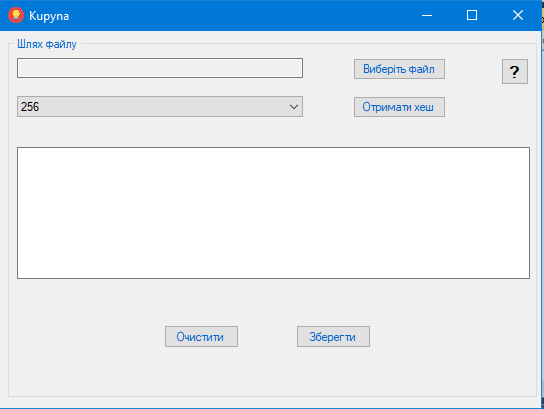 Kupyna
Шлях файлу
Виберіть файл
?
256
Отримати хеш
Очистити
Зберегти